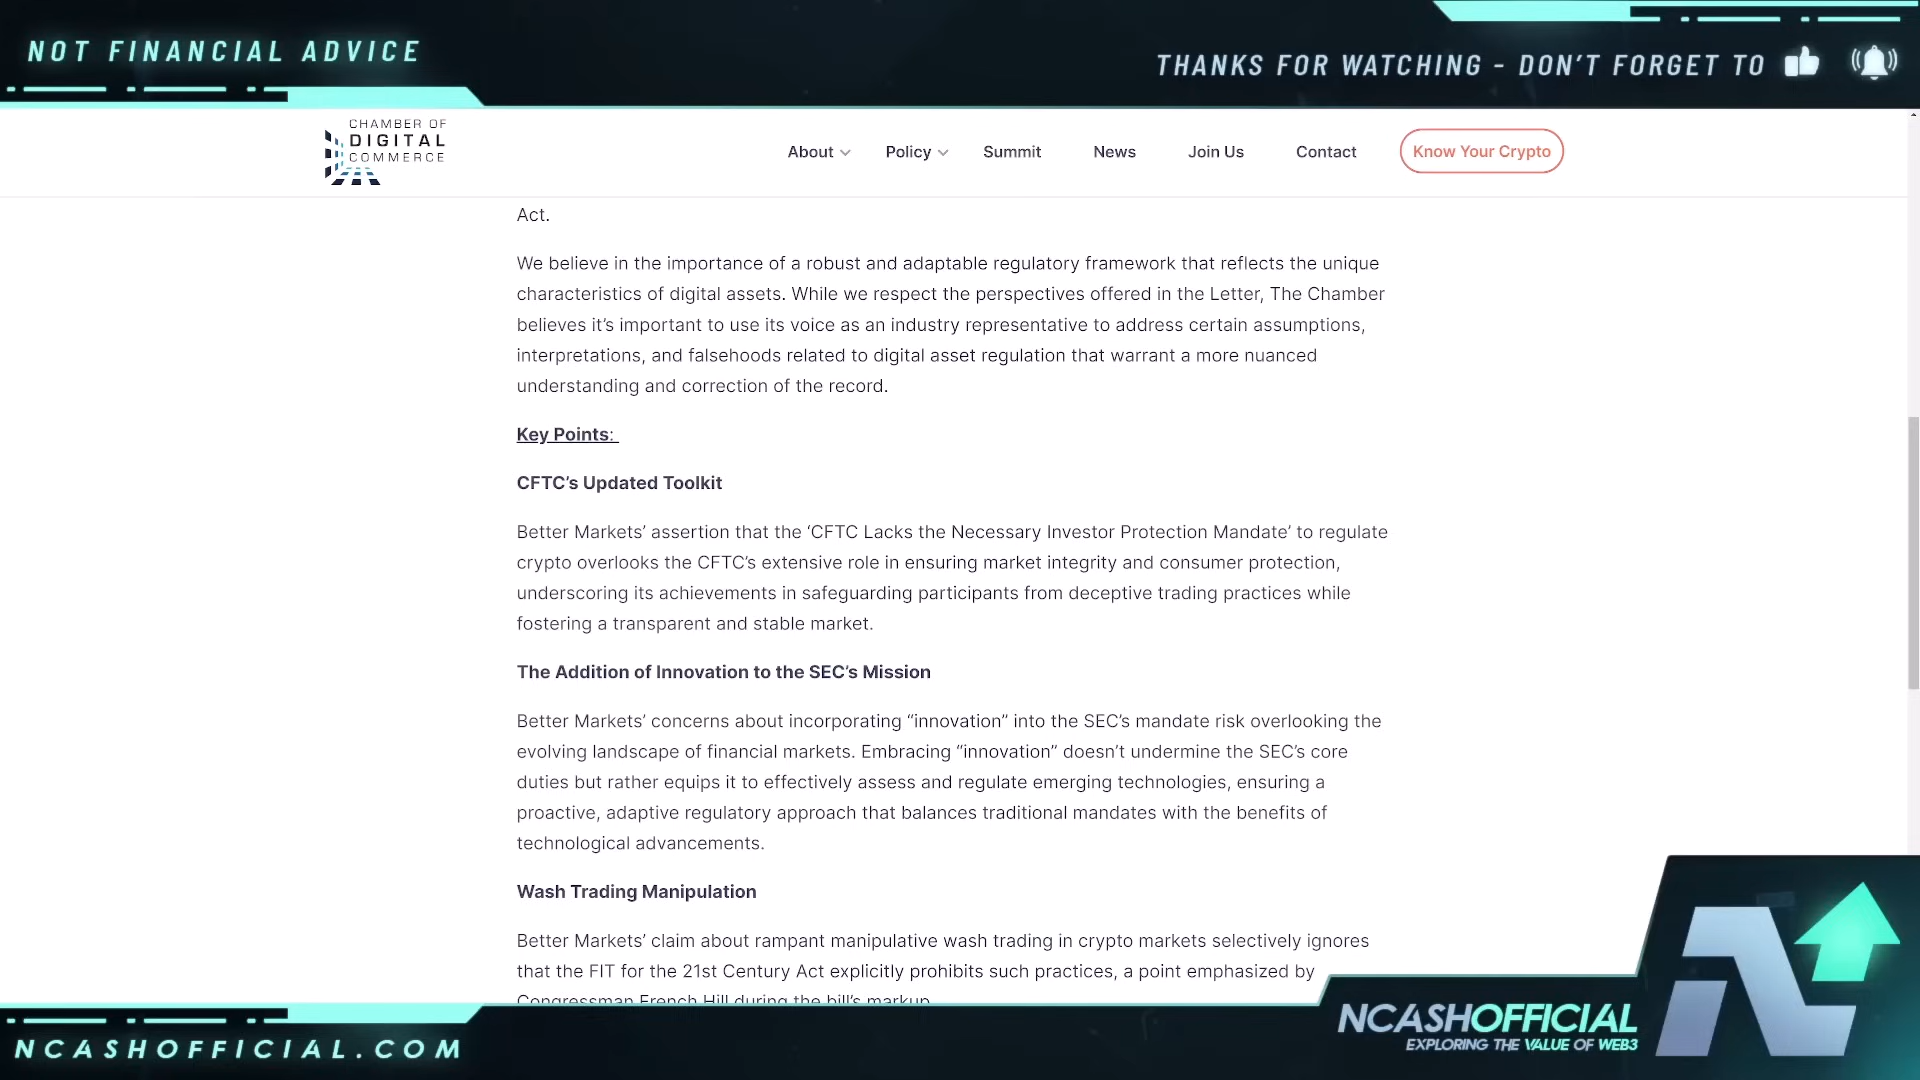 NOT FINANCIAL ADVICE
THANKS FOR WATCHING - DON'T FORGET TO
CHAMBER OF
DIGITAL
COMMERCE
About
Policy
Summit
News
Join Us
Contact
Know Your Crypto
Act.
We believe in the importance of a robust and adaptable regulatory framework that reflects the unique
characteristics of digital assets. While we respect the perspectives offered in the Letter, The Chamber
believes it’s important to use its voice as an industry representative to address certain assumptions,
interpretations, and falsehoods related to digital asset regulation that warrant a more nuanced
understanding and correction of the record.
Key Points:
CFTC’s Updated Toolkit
Better Markets’ assertion that the ‘CFTC Lacks the Necessary Investor Protection Mandate’ to regulate
crypto overlooks the CFTC’s extensive role in ensuring market integrity and consumer protection,
underscoring its achievements in safeguarding participants from deceptive trading practices while
fostering a transparent and stable market.
The Addition of Innovation to the SEC’s Mission
Better Markets’ concerns about incorporating “innovation” into the SEC’s mandate risk overlooking the
evolving landscape of financial markets. Embracing “innovation” doesn’t undermine the SEC’s core
duties but rather equips it to effectively assess and regulate emerging technologies, ensuring a
proactive, adaptive regulatory approach that balances traditional mandates with the benefits of
technological advancements.
Wash Trading Manipulation
Better Markets’ claim about rampant manipulative wash trading in crypto markets selectively ignores
that the FIT for the 21st Century Act explicitly prohibits such practices, a point emphasized by
Congressman French Hill during the bill’s markup.
NCASHOFFICIAL
EXPLORING THE VALUE OF WEB3
NCASHOFFICIAL.COM